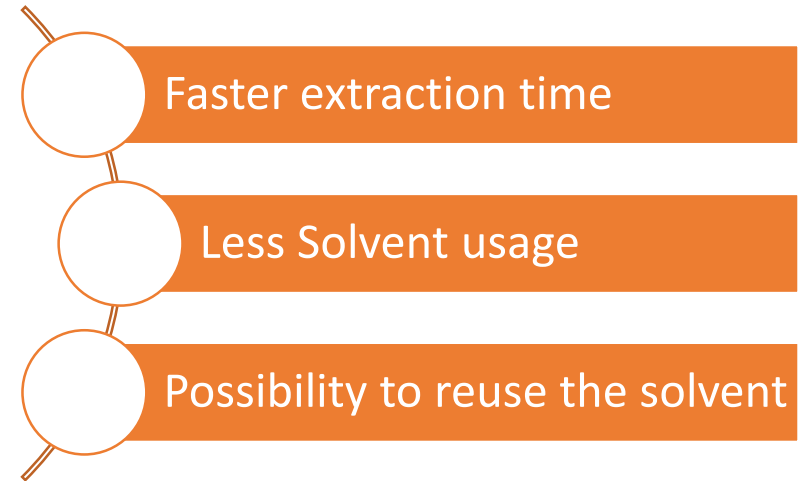 Faster extraction time
Less Solvent usage
Possibility to reuse the solvent